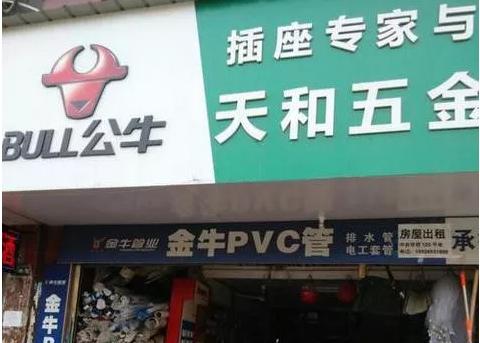 BULL公牛
插座专家与
天和五金
金牛管业
金牛PVC管
排水管
电工套管
房屋出租
承
金牛